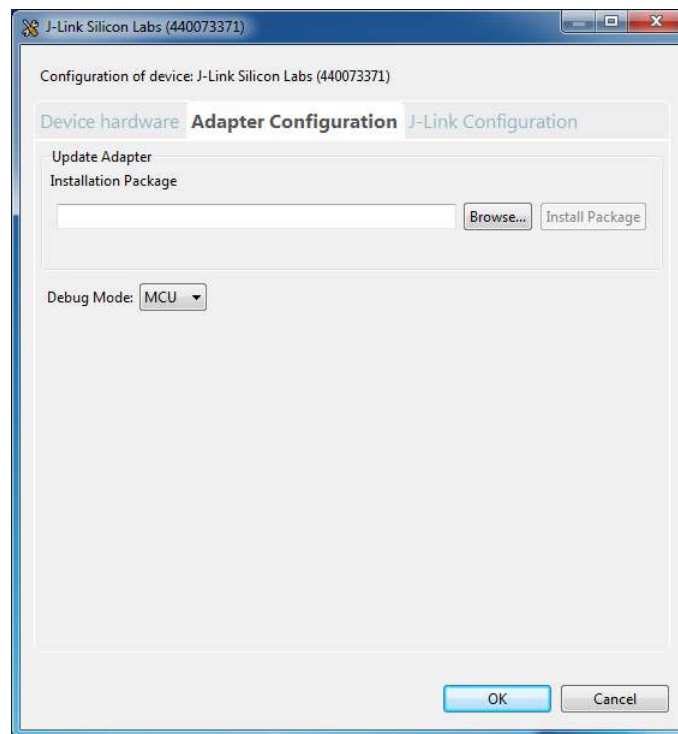 J-Link Silicon Labs (440073371)
Configuration of device: J-Link Silicon Labs (440073371)
Device hardware Adapter Configuration J-Link Configuration
Update Adapter
Installation Package
Browse... Install Package
Debug Mode: MCU
OK Cancel